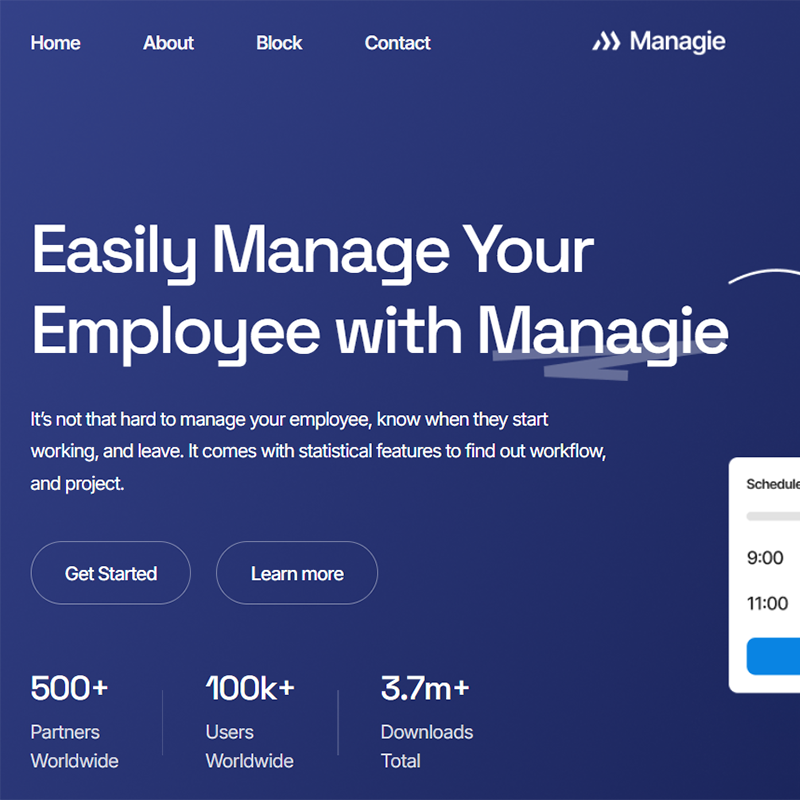 Home About Block Contact Managie
Easily Manage Your
Employee with Managie
It's not that hard to manage your employee, know when they start
working, and leave. It comes with statistical features to find out workflow,
and project.
Get Started Learn more
Schedule
9:00
11:00
500+ 100k+ 3.7m+
Partners Users Downloads
Worldwide Worldwide Total